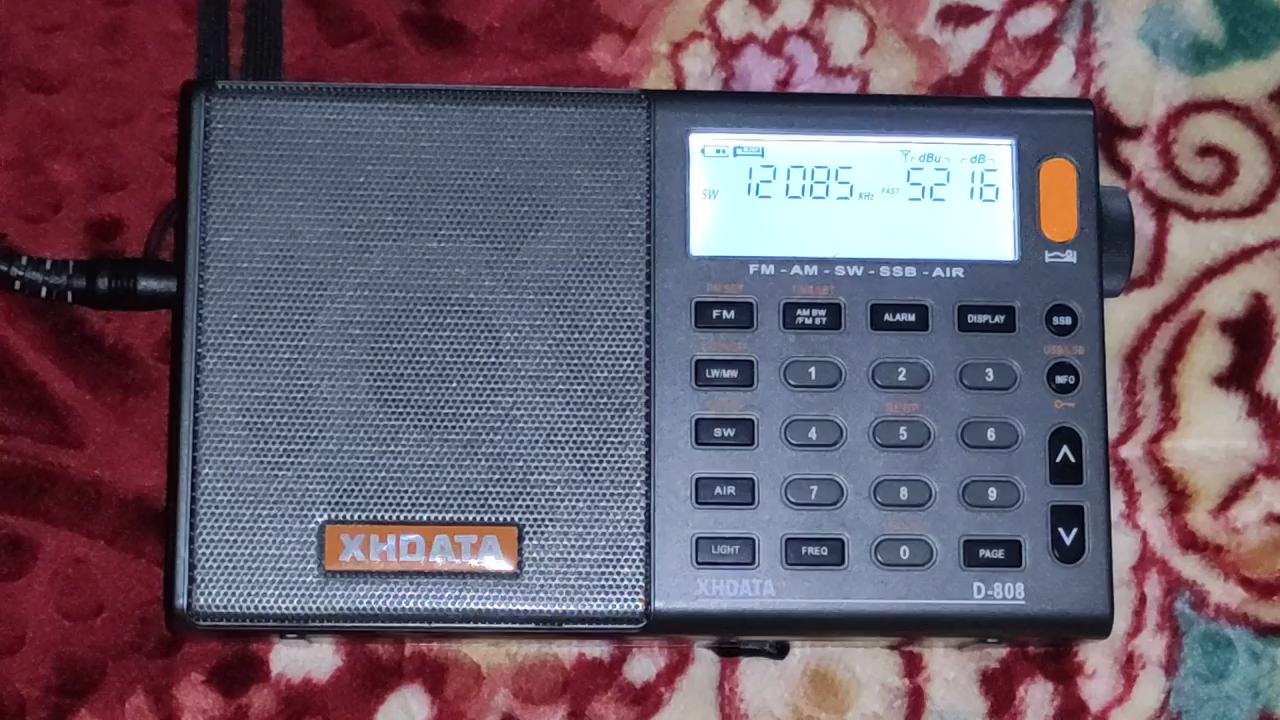 dBu dB
SW 12085 KHz FAST 52 16
FM - AM - SW - SSB - AIR
FM AM BW /FM ST ALARM DISPLAY SSB
LW/MW 1 2 3 INFO
SW 4 5 6
AIR 7 8 9
LIGHT FREQ 0 PAGE
XHDATA
XHDATA D-808